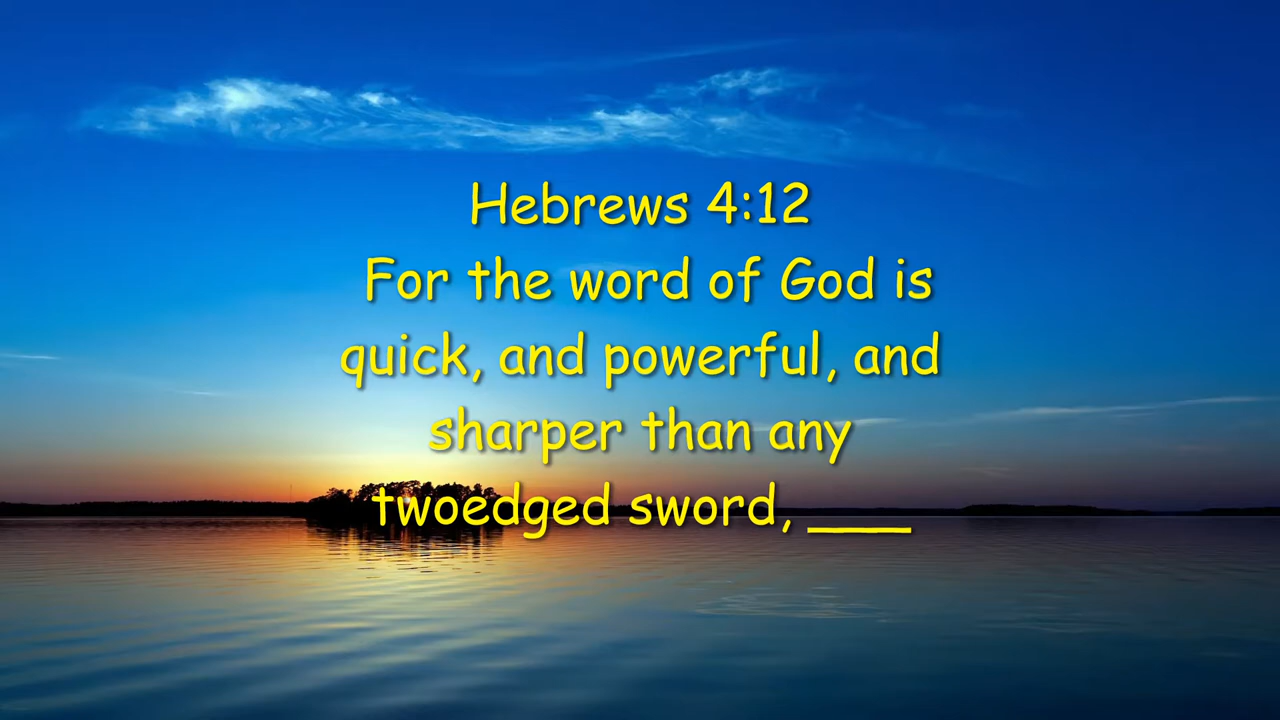 Hebrews 4:12
For the word of God is
quick, and powerful, and
sharper than any
twoedged sword, ___